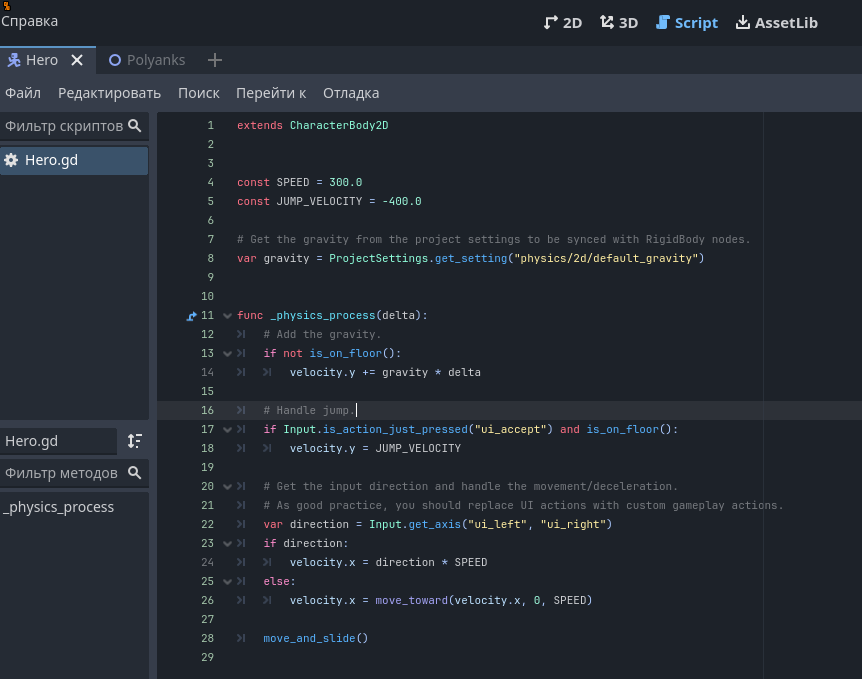 Справка
2D 3D Script AssetLib
Hero Polyanks
Файл Редактировать Поиск Перейти к Отладка
Фильтр скриптов
Hero.gd
Hero.gd
Фильтр методов
_physics_process
1 extends CharacterBody2D
2
3
4 const SPEED = 300.0
5 const JUMP_VELOCITY = -400.0
6
7 # Get the gravity from the project settings to be synced with RigidBody nodes.
8 var gravity = ProjectSettings.get_setting("physics/2d/default_gravity")
9
10
11 func _physics_process(delta):
12 # Add the gravity.
13 if not is_on_floor():
14 velocity.y += gravity * delta
15
16 # Handle jump.
17 if Input.is_action_just_pressed("ui_accept") and is_on_floor():
18 velocity.y = JUMP_VELOCITY
19
20 # Get the input direction and handle the movement/deceleration.
21 # As good practice, you should replace UI actions with custom gameplay actions.
22 var direction = Input.get_axis("ui_left", "ui_right")
23 if direction:
24 velocity.x = direction * SPEED
25 else:
26 velocity.x = move_toward(velocity.x, 0, SPEED)
27
28 move_and_slide()
29